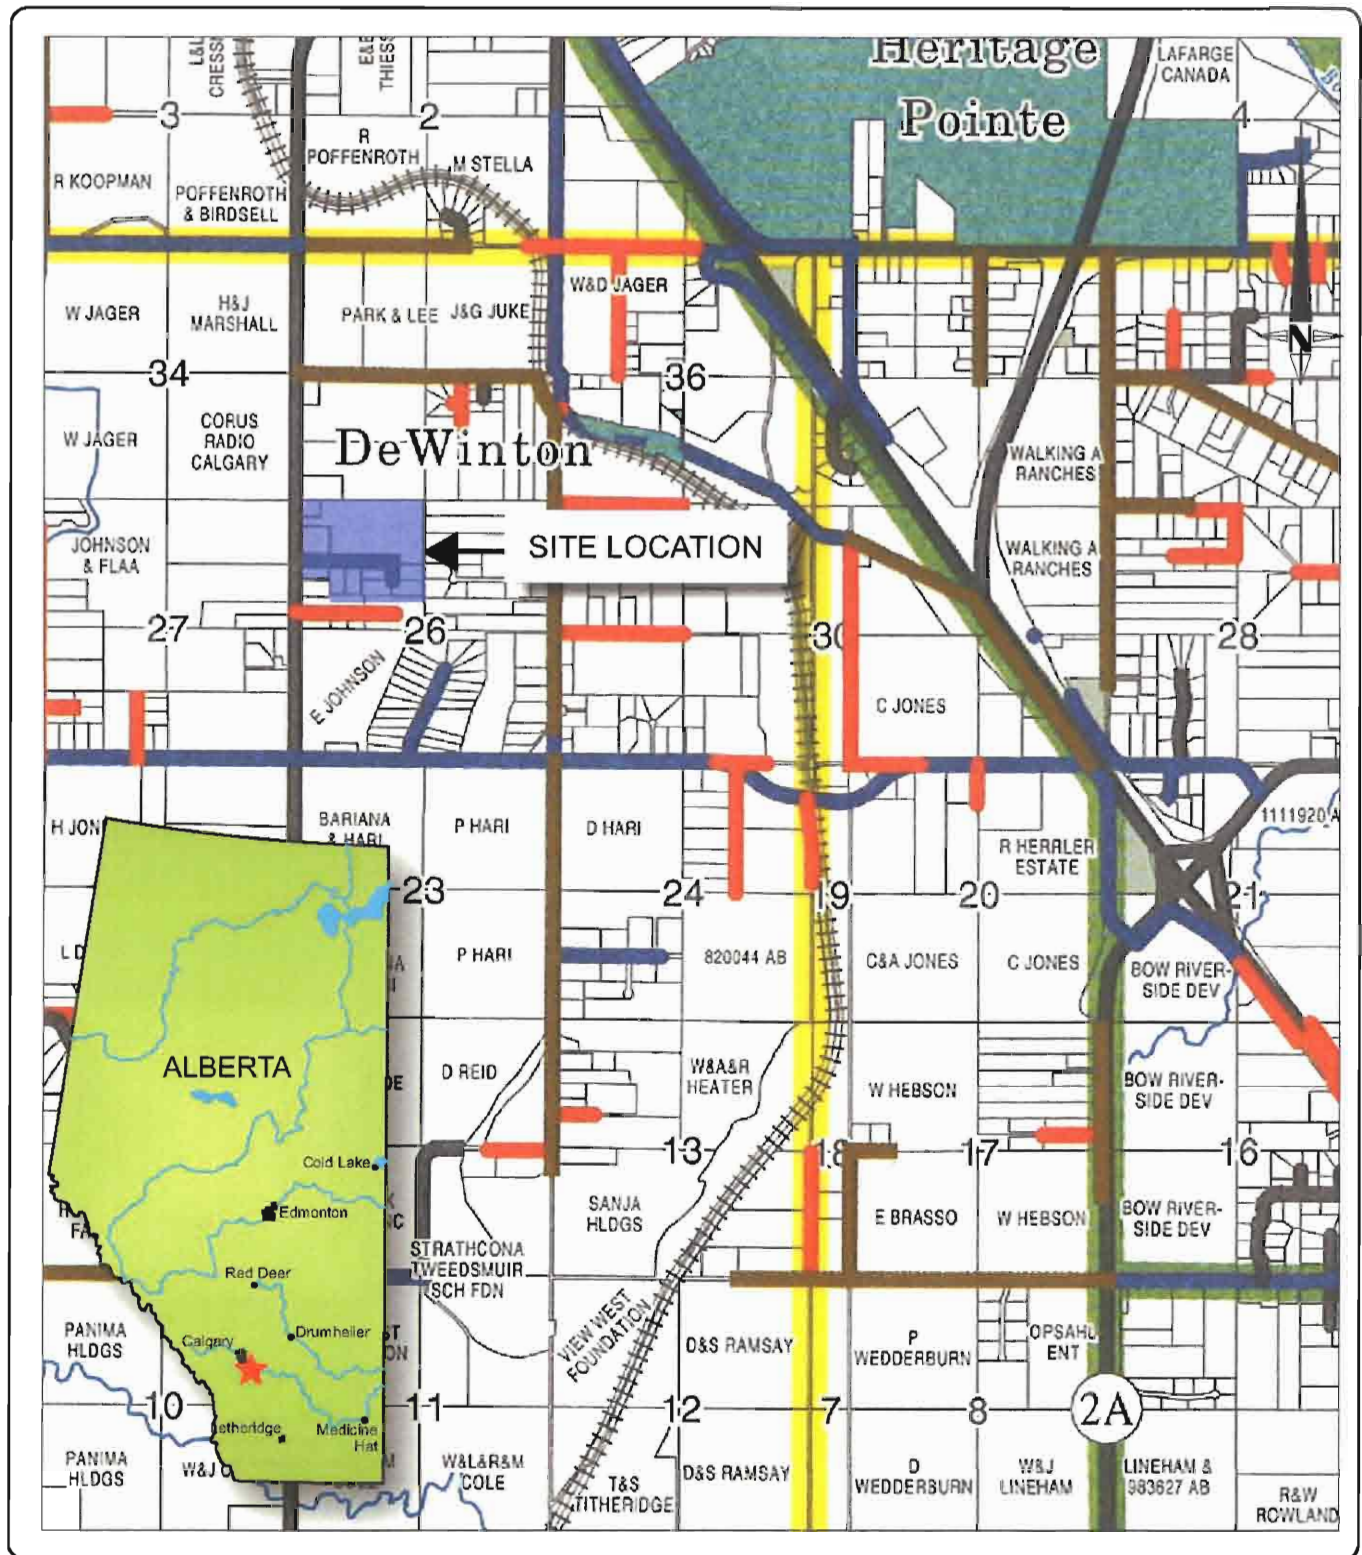 Heritage
Pointe
LAFARGE
CANADA
3
2
4
R
POFFENROTH
M STELLA
R KOOPMAN
POFFENROTH
& BIRDSELL
W&D JAGER
W JAGER
H&J
MARSHALL
PARK & LEE
J&G JUKE
N
34
36
W JAGER
CORUS
RADIO
CALGARY
DeWinton
WALKING A
RANCHES
JOHNSON
& FLAA
SITE LOCATION
WALKING A
RANCHES
27
26
30
28
E JOHNSON
C JONES
BARIANA
& HARI
P HARI
D HARI
1111920 A
R HERRLER
ESTATE
23
24
19
20
21
P HARI
820044 AB
C&A JONES
C JONES
BOW RIVER-
SIDE DEV
ALBERTA
D REID
W&A&R
HEATER
W HEBSON
BOW RIVER-
SIDE DEV
13
18
17
16
Cold Lake
Edmonton
SANJA
HLDGS
E BRASSO
W HEBSON
BOW RIVER-
SIDE DEV
STRATHCONA
TWEEDSMUIR
SCH FDN
Red Deer
VIEW WEST
FOUNDATION
PANIMA
HLDGS
Calgary
Drumheller
D&S RAMSAY
P
WEDDERBURN
OPSAHL
ENT
10
11
12
7
8
2A
Lethbridge
Medicine
Hat
PANIMA
HLDGS
W&J
W&L&R&M
COLE
T&S
TITHERIDGE
D&S RAMSAY
D
WEDDERBURN
W&J
LINEHAM
LINEHAM &
983627 AB
R&W
ROWLAND